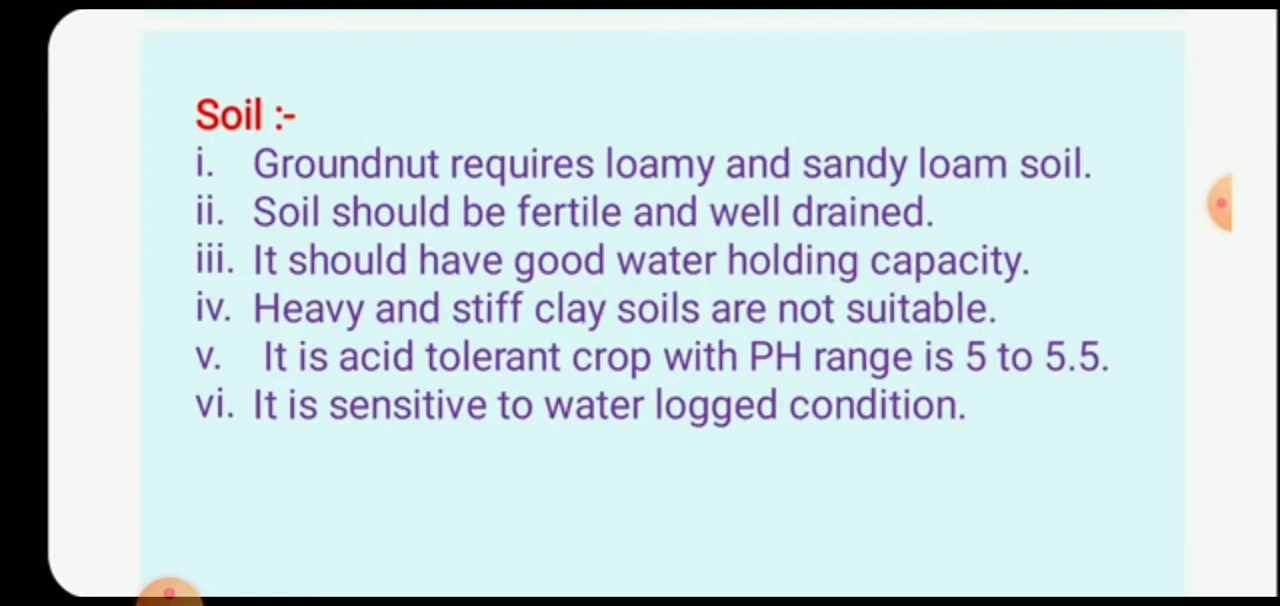 Soil :-
i. Groundnut requires loamy and sandy loam soil.
ii. Soil should be fertile and well drained.
iii. It should have good water holding capacity.
iv. Heavy and stiff clay soils are not suitable.
v. It is acid tolerant crop with PH range is 5 to 5.5.
vi. It is sensitive to water logged condition.